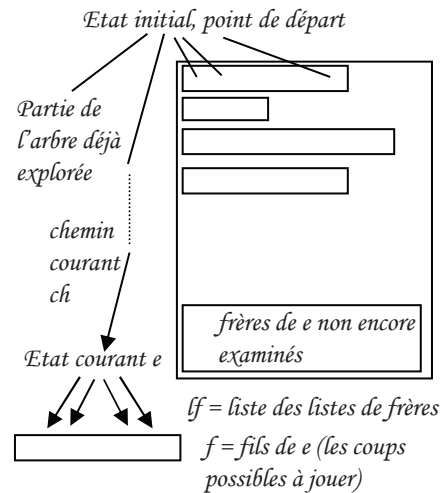 Etat initial, point de départ
Partie de
l'arbre déjà
explorée
chemin
courant
ch
frères de e non encore
examinés
Etat courant e
lf = liste des listes de frères
f = fils de e (les coups
possibles à jouer)